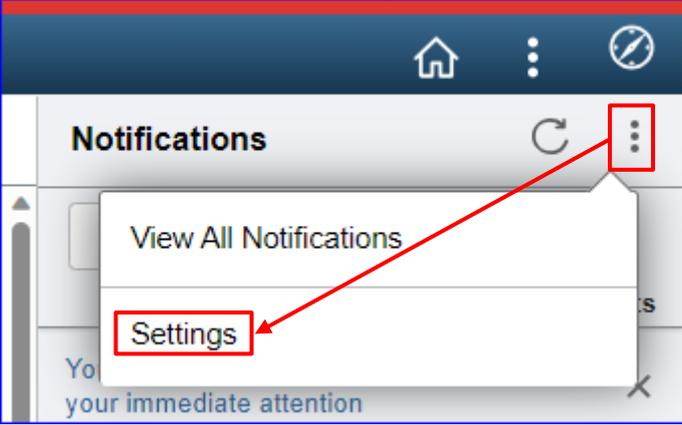 Notifications
View All Notifications
Settings
your immediate attention